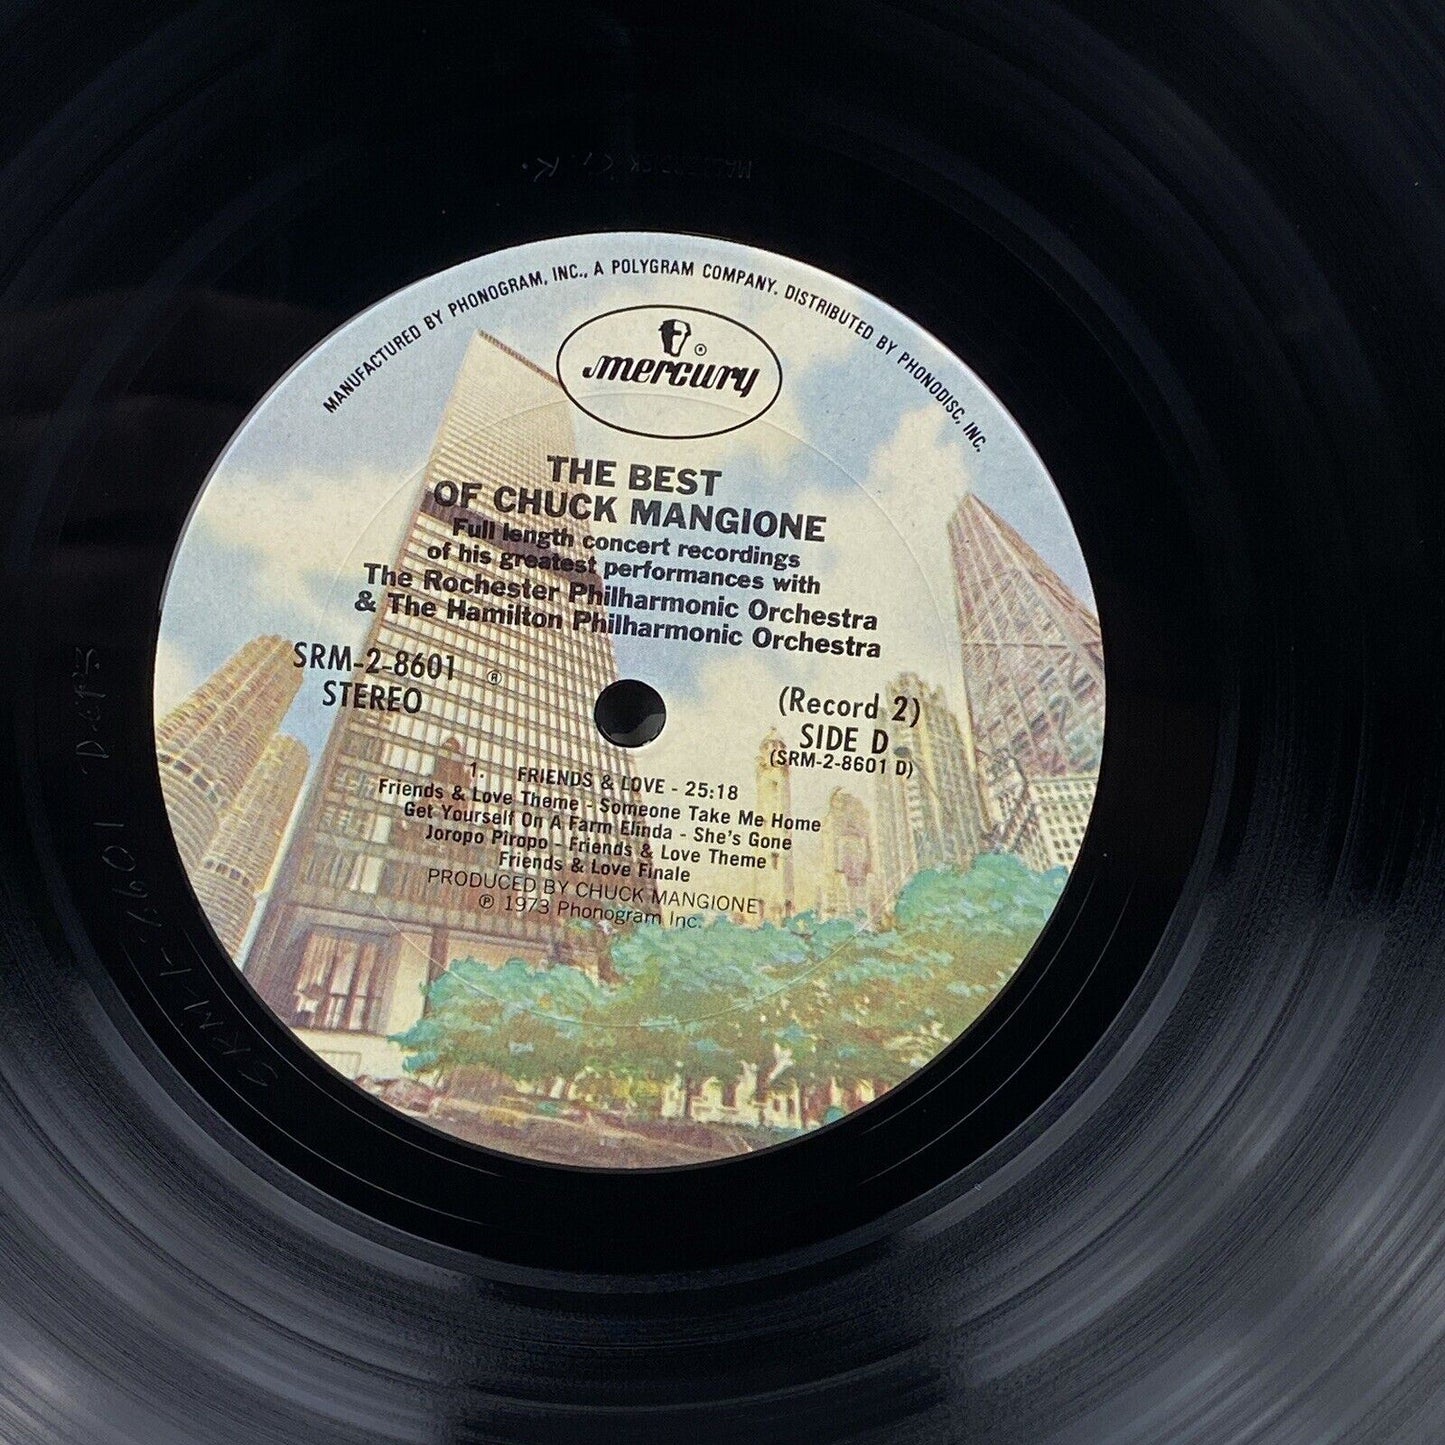 MANUFACTURED BY PHONOGRAM, INC., A POLYGRAM COMPANY. DISTRIBUTED BY PHONODISC, INC.
mercury ®
THE BEST
OF CHUCK MANGIONE
Full length concert recordings
of his greatest performances with
The Rochester Philharmonic Orchestra
& The Hamilton Philharmonic Orchestra
SRM-2-8601 ®
STEREO
(Record 2)
SIDE D
(SRM-2-8601 D)
1. FRIENDS & LOVE - 25:18
Friends & Love Theme - Someone Take Me Home
Get Yourself On A Farm Elinda - She's Gone
Joropo Piropo - Friends & Love Theme
Friends & Love Finale
PRODUCED BY CHUCK MANGIONE
℗ 1973 Phonogram Inc.